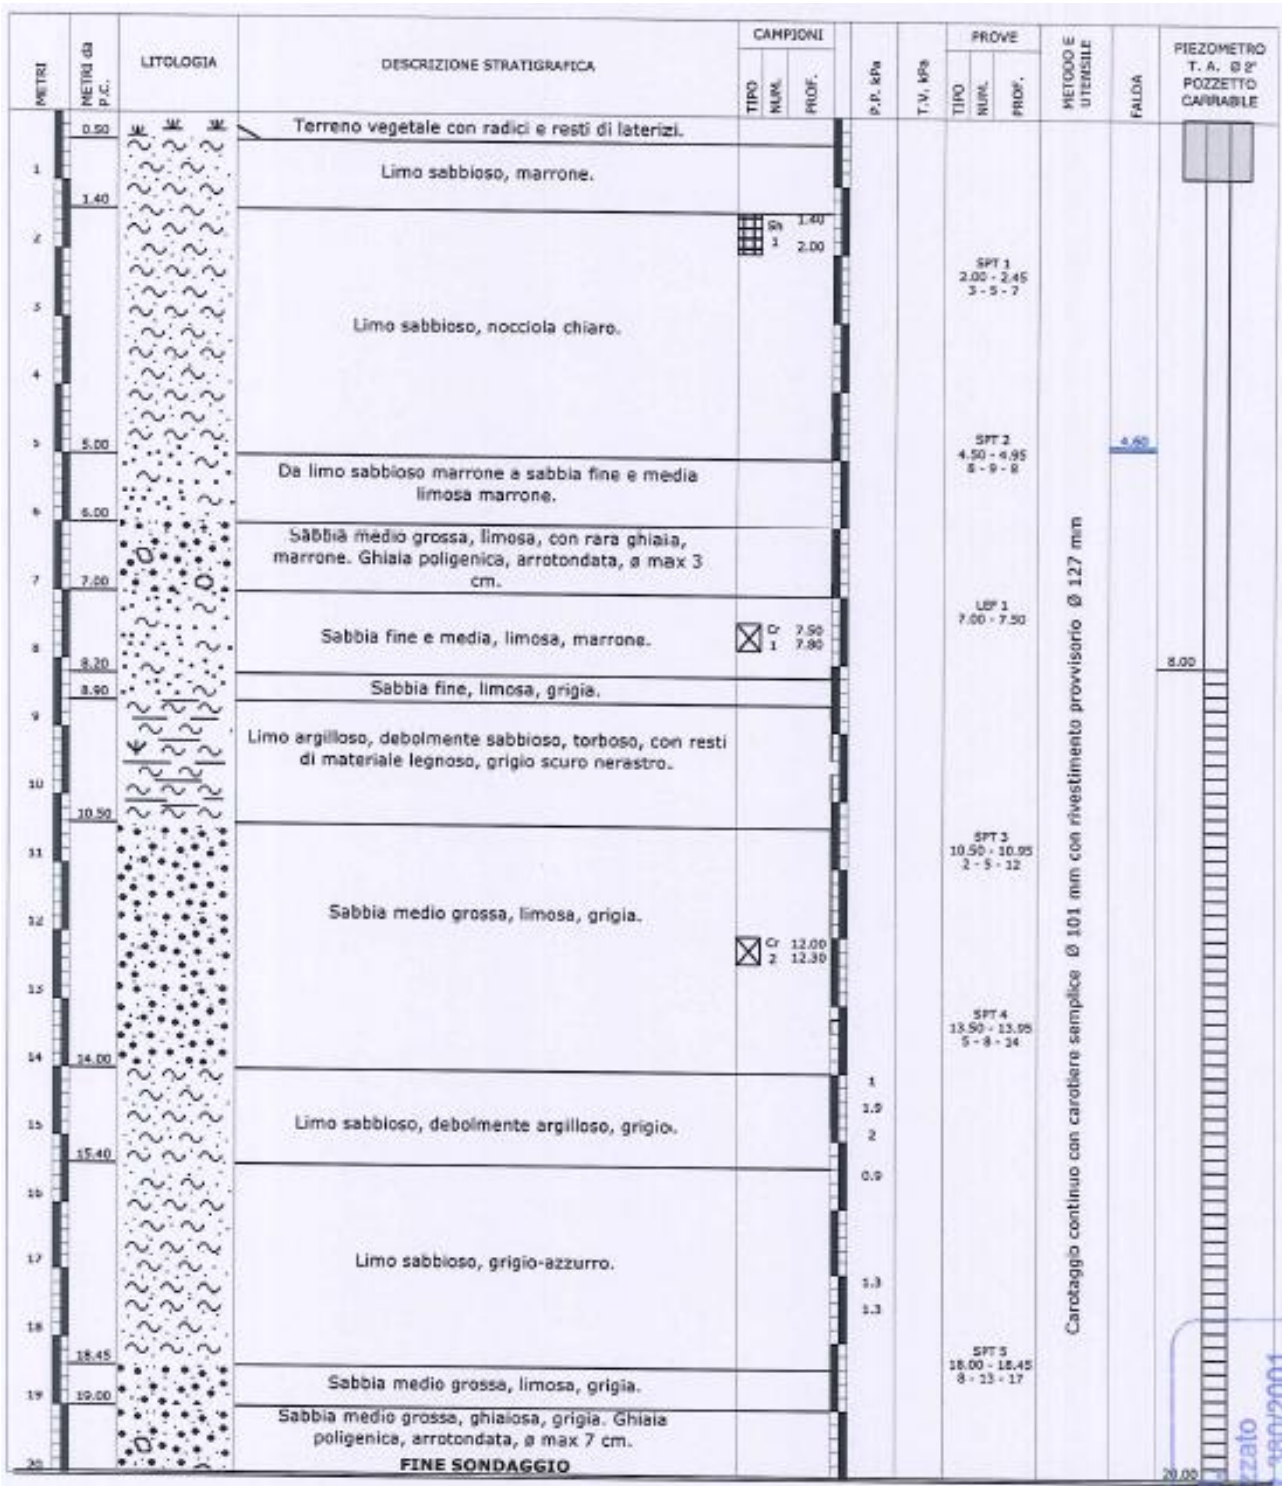 METRI
METRI da
P.C.
LITOLOGIA
DESCRIZIONE STRATIGRAFICA
CAMPIONI
TIPO
NUM.
PROF.
P.P. kPa
T.V. kPa
PROVE
TIPO
NUM.
PROF.
METODO E
UTENSILE
FALDA
PIEZOMETRO
T. A. Ø 2"
POZZETTO
CARRABILE
0.50
Terreno vegetale con radici e resti di laterizi.
1
Limo sabbioso, marrone.
1.40
Sh 1.40
1 2.00
2
SPT 1
2.00 - 2.45
3 - 5 - 7
3
Limo sabbioso, nocciola chiaro.
4
5
5.00
SPT 2
4.50 - 4.95
- 9 - 8
4.60
Da limo sabbioso marrone a sabbia fine e media
limosa marrone.
6
6.00
Sabbia medio grossa, limosa, con rara ghiaia,
marrone. Ghiaia poligenica, arrotondata, ø max 3
cm.
7
7.00
LEF 1
7.00 - 7.50
Sabbia fine e media, limosa, marrone.
Cr 7.50
1 7.80
8
8.20
8.00
Sabbia fine, limosa, grigia.
8.90
9
Limo argilloso, debolmente sabbioso, torboso, con resti
di materiale legnoso, grigio scuro nerastro.
10
10.50
SPT 3
10.50 - 10.95
2 - 5 - 12
11
Sabbia medio grossa, limosa, grigia.
12
Cr 12.00
2 12.30
13
SPT 4
13.50 - 13.95
5 - 8 - 14
14
14.00
1
1.9
Limo sabbioso, debolmente argilloso, grigio.
15
2
15.40
0.9
16
Limo sabbioso, grigio-azzurro.
17
1.3
1.3
18
18.45
SPT 5
18.00 - 18.45
8 - 13 - 17
Sabbia medio grossa, limosa, grigia.
19
19.00
Sabbia medio grossa, ghiaiosa, grigia. Ghiaia
poligenica, arrotondata, ø max 7 cm.
FINE SONDAGGIO
20
20.00
Carotaggio continuo con carotiere semplice Ø 101 mm con rivestimento provvisorio Ø 127 mm
zzato
380/2001